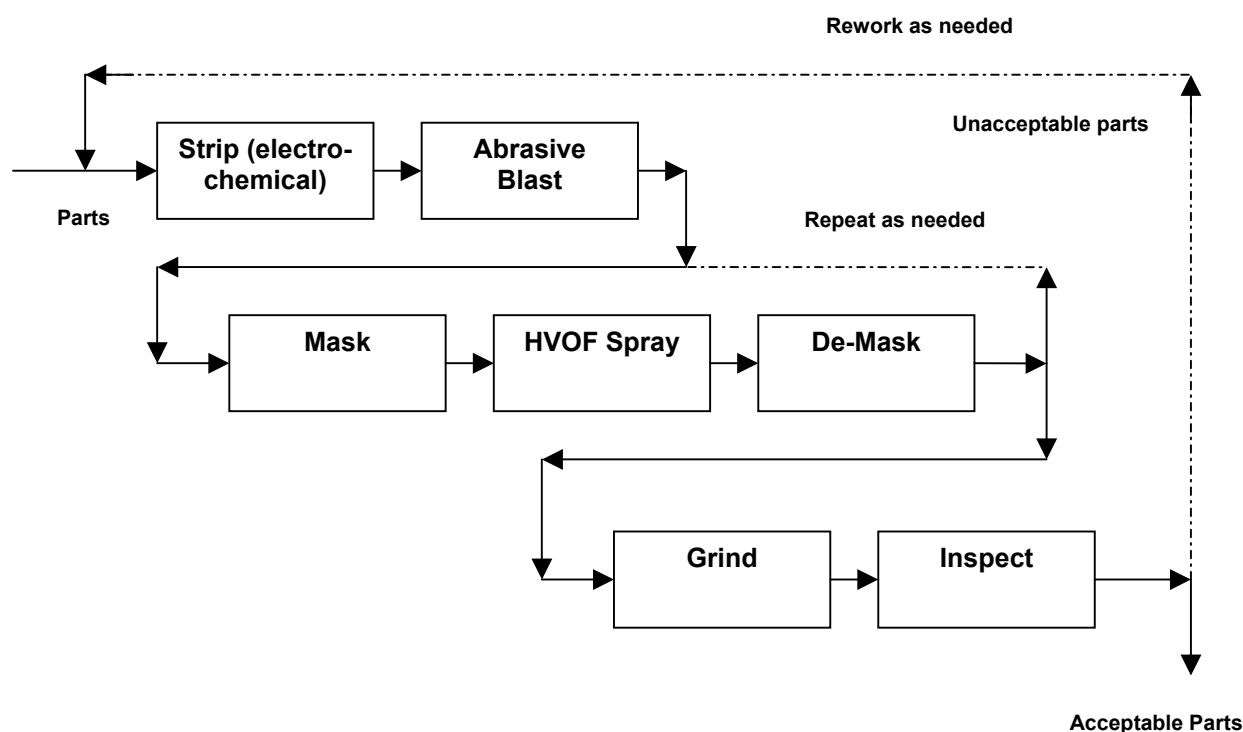 Rework as needed
Unacceptable parts
Strip (electro-
chemical)
Abrasive
Blast
Parts
Repeat as needed
Mask
HVOF Spray
De-Mask
Grind
Inspect
Acceptable Parts